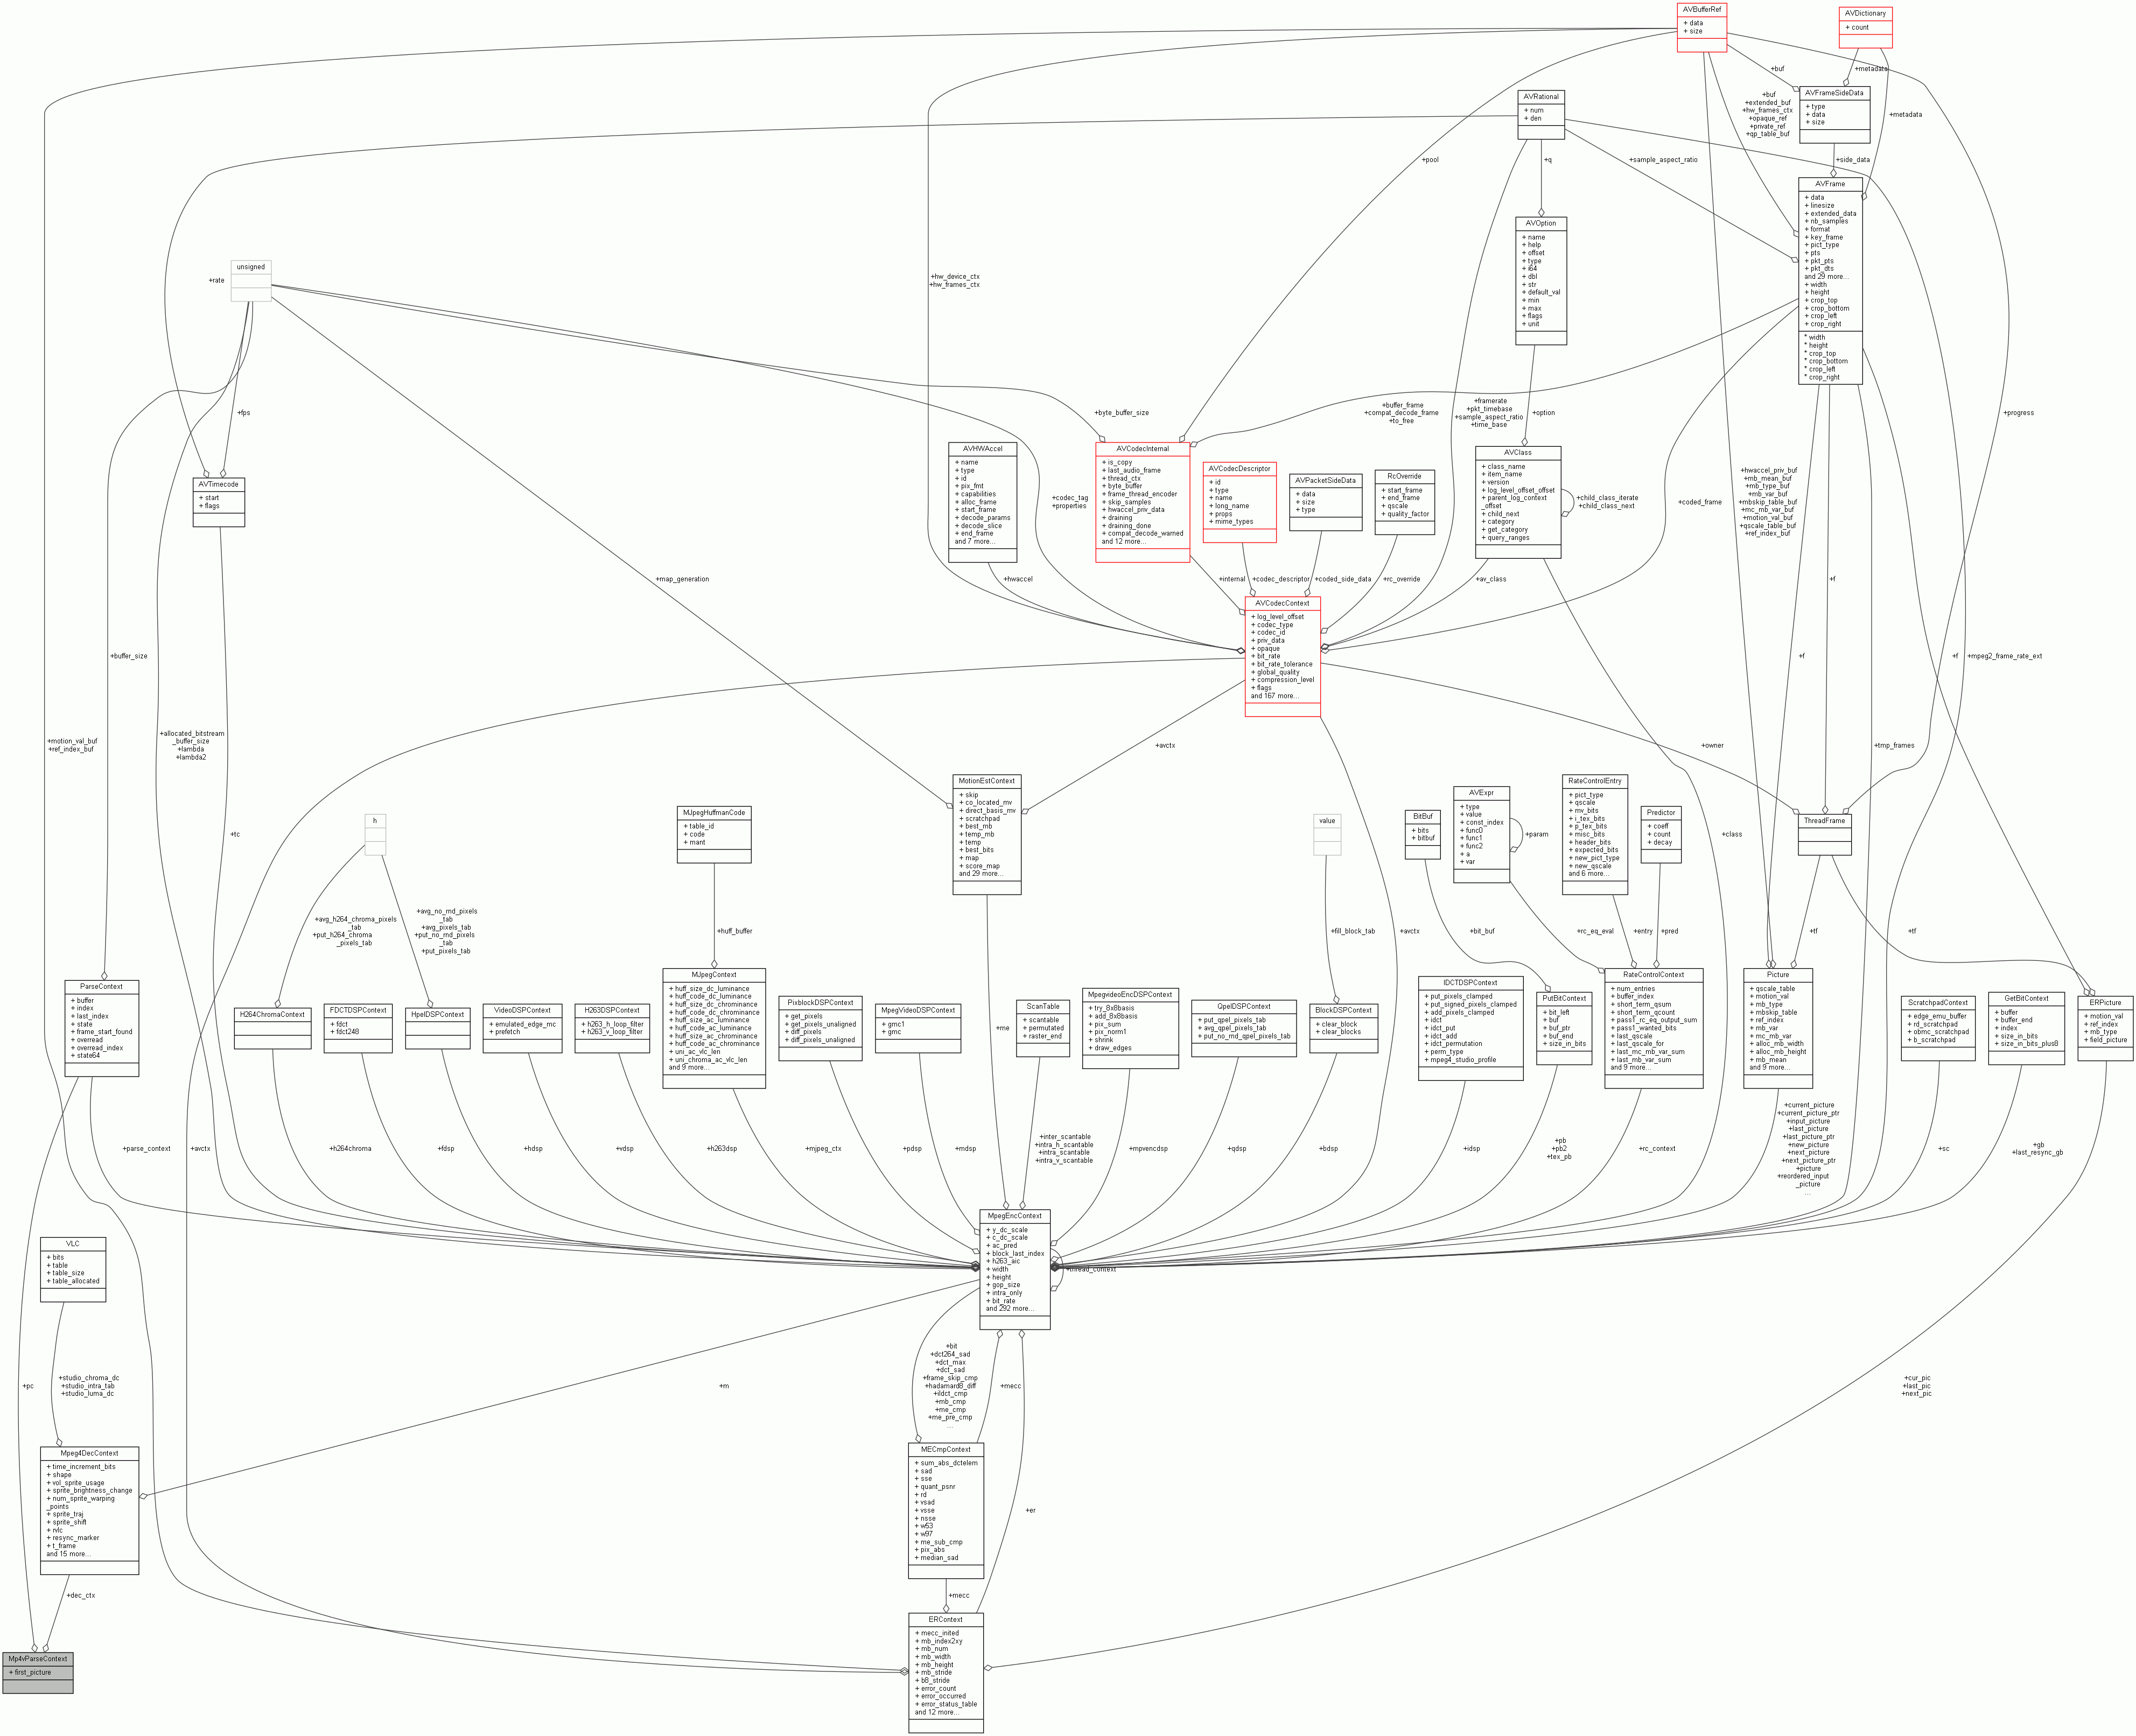 AVBufferRef
+ data
+ size
AVDictionary
+ count
+buf
+metadata
AVFrameSideData
+ type
+ data
+ size
AVRational
+ num
+ den
+buf
+extended_buf
+hw_frames_ctx
+opaque_ref
+private_ref
+qp_table_buf
+metadata
+pool
+q
+sample_aspect_ratio
+side_data
AVFrame
+ data
+ linesize
+ extended_data
+ nb_samples
+ format
+ key_frame
+ pict_type
+ pts
+ pkt_pts
+ pkt_dts
and 29 more...
+ width
+ height
+ crop_top
+ crop_bottom
+ crop_left
+ crop_right
* width
* height
* crop_top
* crop_bottom
* crop_left
* crop_right
AVOption
+ name
+ help
+ offset
+ type
+ i64
+ dbl
+ str
+ default_val
+ min
+ max
+ flags
+ unit
unsigned
+rate
+hw_device_ctx
+hw_frames_ctx
+fps
+byte_buffer_size
+buffer_frame
+compat_decode_frame
+to_free
+framerate
+pkt_timebase
+sample_aspect_ratio
+time_base
+option
+progress
AVTimecode
+ start
+ flags
AVHWAccel
+ name
+ type
+ id
+ pix_fmt
+ capabilities
+ alloc_frame
+ start_frame
+ decode_params
+ decode_slice
+ end_frame
and 7 more...
+codec_tag
+properties
AVCodecInternal
+ is_copy
+ last_audio_frame
+ thread_ctx
+ byte_buffer
+ frame_thread_encoder
+ skip_samples
+ hwaccel_priv_data
+ draining
+ draining_done
+ compat_decode_warned
and 12 more...
AVCodecDescriptor
+ id
+ type
+ name
+ long_name
+ props
+ mime_types
AVPacketSideData
+ data
+ size
+ type
RcOverride
+ start_frame
+ end_frame
+ qscale
+ quality_factor
AVClass
+ class_name
+ item_name
+ version
+ log_level_offset_offset
+ parent_log_context
_offset
+ child_next
+ category
+ get_category
+ query_ranges
+child_class_iterate
+child_class_next
+coded_frame
+hwaccel_priv_buf
+mb_mean_buf
+mb_type_buf
+mb_var_buf
+mbskip_table_buf
+mc_mb_var_buf
+motion_val_buf
+qscale_table_buf
+ref_index_buf
+map_generation
+hwaccel
+internal
+codec_descriptor
+coded_side_data
+rc_override
+av_class
+f
AVCodecContext
+ log_level_offset
+ codec_type
+ codec_id
+ priv_data
+ opaque
+ bit_rate
+ bit_rate_tolerance
+ global_quality
+ compression_level
+ flags
and 167 more...
+buffer_size
+f
+f
+mpeg2_frame_rate_ext
+motion_val_buf
+ref_index_buf
+allocated_bitstream
_buffer_size
+lambda
+lambda2
+avctx
+owner
+tmp_frames
MotionEstContext
+ skip
+ co_located_mv
+ direct_basis_mv
+ scratchpad
+ best_mb
+ temp_mb
+ temp
+ best_bits
+ map
+ score_map
and 29 more...
RateControlEntry
+ pict_type
+ qscale
+ mv_bits
+ i_tex_bits
+ p_tex_bits
+ misc_bits
+ header_bits
+ expected_bits
+ new_pict_type
+ new_qscale
and 6 more...
AVExpr
+ type
+ value
+ const_index
+ func0
+ func1
+ func2
+ a
+ var
+param
Predictor
+ coeff
+ count
+ decay
BitBuf
+ bits
+ bitbuf
MJpegHuffmanCode
+ table_id
+ code
+ mant
h
value
ThreadFrame
+tc
+class
+avg_h264_chroma_pixels
_tab
+put_h264_chroma
_pixels_tab
+avg_no_rnd_pixels
_tab
+avg_pixels_tab
+put_no_rnd_pixels
_tab
+put_pixels_tab
+huff_buffer
+me
+fill_block_tab
+avctx
+bit_buf
+rc_eq_eval
+entry
+pred
+tf
+tf
ParseContext
+ buffer
+ index
+ last_index
+ state
+ frame_start_found
+ overread
+ overread_index
+ state64
H264ChromaContext
FDCTDSPContext
+ fdct
+ fdct248
HpelDSPContext
VideoDSPContext
+ emulated_edge_mc
+ prefetch
H263DSPContext
+ h263_h_loop_filter
+ h263_v_loop_filter
MJpegContext
+ huff_size_dc_luminance
+ huff_code_dc_luminance
+ huff_size_dc_chrominance
+ huff_code_dc_chrominance
+ huff_size_ac_luminance
+ huff_code_ac_luminance
+ huff_size_ac_chrominance
+ huff_code_ac_chrominance
+ uni_ac_vlc_len
+ uni_chroma_ac_vlc_len
and 9 more...
PixblockDSPContext
+ get_pixels
+ get_pixels_unaligned
+ diff_pixels
+ diff_pixels_unaligned
MpegVideoDSPContext
+ gmc1
+ gmc
ScanTable
+ scantable
+ permutated
+ raster_end
MpegvideoEncDSPContext
+ try_8x8basis
+ add_8x8basis
+ pix_sum
+ pix_norm1
+ shrink
+ draw_edges
QpelDSPContext
+ put_qpel_pixels_tab
+ avg_qpel_pixels_tab
+ put_no_rnd_qpel_pixels_tab
BlockDSPContext
+ clear_block
+ clear_blocks
IDCTDSPContext
+ put_pixels_clamped
+ put_signed_pixels_clamped
+ add_pixels_clamped
+ idct
+ idct_put
+ idct_add
+ idct_permutation
+ perm_type
+ mpeg4_studio_profile
PutBitContext
+ bit_left
+ buf
+ buf_ptr
+ buf_end
+ size_in_bits
RateControlContext
+ num_entries
+ buffer_index
+ short_term_qsum
+ short_term_qcount
+ pass1_rc_eq_output_sum
+ pass1_wanted_bits
+ last_qscale
+ last_qscale_for
+ last_mc_mb_var_sum
+ last_mb_var_sum
and 9 more...
Picture
+ qscale_table
+ motion_val
+ mb_type
+ mbskip_table
+ ref_index
+ mb_var
+ mc_mb_var
+ alloc_mb_width
+ alloc_mb_height
+ mb_mean
and 9 more...
ScratchpadContext
+ edge_emu_buffer
+ rd_scratchpad
+ obmc_scratchpad
+ b_scratchpad
GetBitContext
+ buffer
+ buffer_end
+ index
+ size_in_bits
+ size_in_bits_plus8
ERPicture
+ motion_val
+ ref_index
+ mb_type
+ field_picture
+parse_context
+avctx
+h264chroma
+fdsp
+hdsp
+vdsp
+h263dsp
+mjpeg_ctx
+pdsp
+mdsp
+inter_scantable
+intra_h_scantable
+intra_scantable
+intra_v_scantable
+mpvencdsp
+qdsp
+bdsp
+idsp
+pb
+pb2
+tex_pb
+rc_context
+current_picture
+current_picture_ptr
+input_picture
+last_picture
+last_picture_ptr
+new_picture
+next_picture
+next_picture_ptr
+picture
+reordered_input
_picture
...
+sc
+gb
+last_resync_gb
MpegEncContext
+ y_dc_scale
+ c_dc_scale
+ ac_pred
+ block_last_index
+ h263_aic
+ width
+ height
+ gop_size
+ intra_only
+ bit_rate
and 292 more...
+thread_context
VLC
+ bits
+ table
+ table_size
+ table_allocated
+pc
+studio_chroma_dc
+studio_intra_tab
+studio_luma_dc
+m
+bit
+dct264_sad
+dct_max
+dct_sad
+frame_skip_cmp
+hadamard8_diff
+ildct_cmp
+mb_cmp
+me_cmp
+me_pre_cmp
...
+mecc
+cur_pic
+last_pic
+next_pic
Mpeg4DecContext
+ time_increment_bits
+ shape
+ vol_sprite_usage
+ sprite_brightness_change
+ num_sprite_warping
_points
+ sprite_traj
+ sprite_shift
+ rvlc
+ resync_marker
+ t_frame
and 15 more...
MECmpContext
+ sum_abs_dctelem
+ sad
+ sse
+ quant_psnr
+ rd
+ vsad
+ vsse
+ nsse
+ w53
+ w97
+ me_sub_cmp
+ pix_abs
+ median_sad
+er
+dec_ctx
+mecc
ERContext
+ mecc_inited
+ mb_index2xy
+ mb_num
+ mb_width
+ mb_height
+ mb_stride
+ b8_stride
+ error_count
+ error_occurred
+ error_status_table
and 12 more...
Mp4vParseContext
+ first_picture